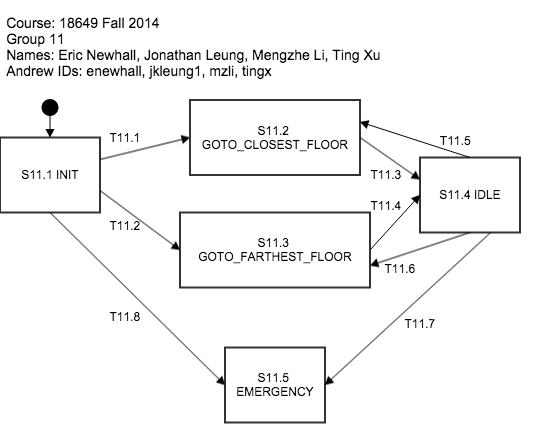 Course: 18649 Fall 2014
Group 11
Names: Eric Newhall, Jonathan Leung, Mengzhe Li, Ting Xu
Andrew IDs: enewhall, jkleung1, mzli, tingx
T11.1
S11.2
GOTO_CLOSEST_FLOOR
T11.5
S11.1 INIT
T11.3
S11.4 IDLE
T11.4
T11.2
S11.3
GOTO_FARTHEST_FLOOR
T11.6
T11.8
T11.7
S11.5
EMERGENCY